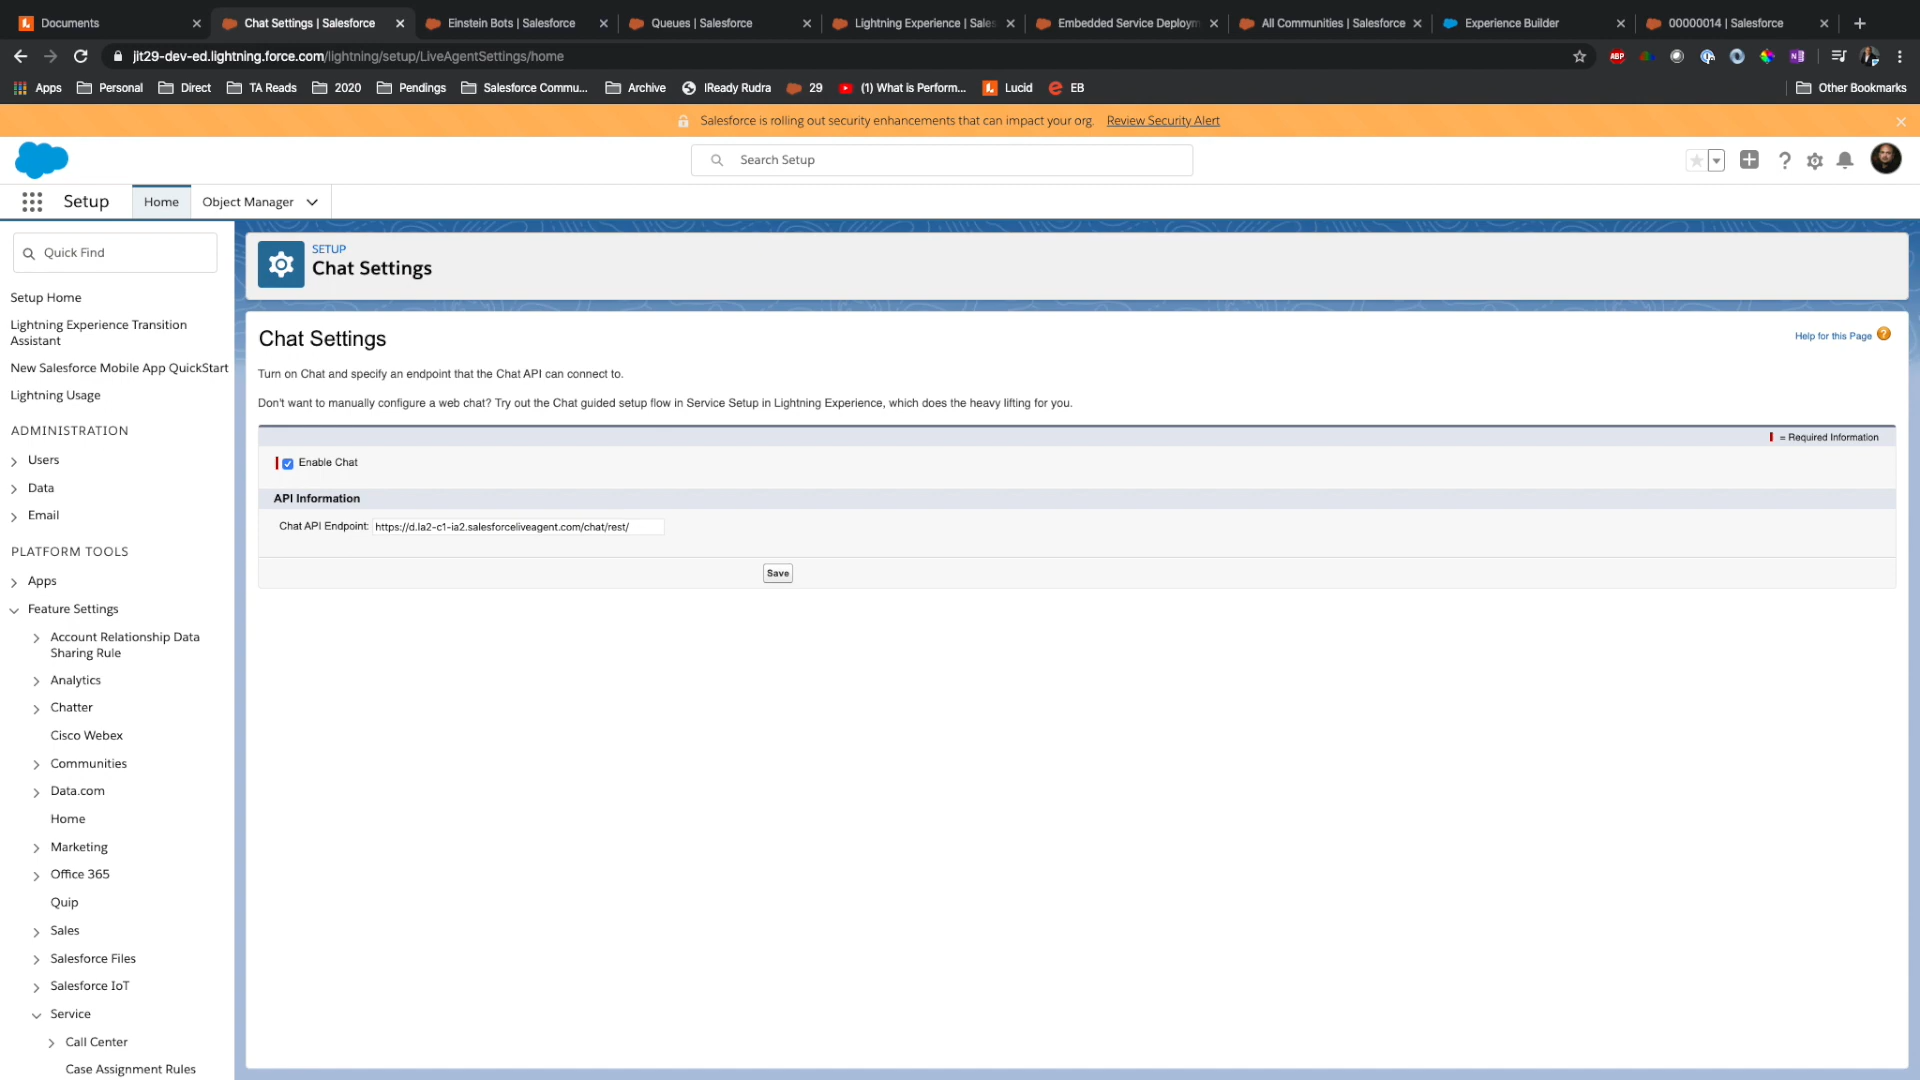 Documents
Chat Settings | Salesforce
Einstein Bots | Salesforce
Queues | Salesforce
Lightning Experience | Sales
Embedded Service Deploym
All Communities | Salesforce
Experience Builder
00000014 | Salesforce
jit29-dev-ed.lightning.force.com/lightning/setup/LiveAgentSettings/home
ABP
Apps
Personal
Direct
TA Reads
2020
Pendings
Salesforce Commu...
Archive
IReady Rudra
29
(1) What is Perform...
Lucid
EB
Other Bookmarks
Salesforce is rolling out security enhancements that can impact your org. Review Security Alert
Search Setup
Setup
Home
Object Manager
Quick Find
Setup Home
Lightning Experience Transition
Assistant
New Salesforce Mobile App QuickStart
Lightning Usage
ADMINISTRATION
Users
Data
Email
PLATFORM TOOLS
Apps
Feature Settings
Account Relationship Data
Sharing Rule
Analytics
Chatter
Cisco Webex
Communities
Data.com
Home
Marketing
Office 365
Quip
Sales
Salesforce Files
Salesforce IoT
Service
Call Center
Case Assignment Rules
SETUP
Chat Settings
Chat Settings
Help for this Page
Turn on Chat and specify an endpoint that the Chat API can connect to.
Don't want to manually configure a web chat? Try out the Chat guided setup flow in Service Setup in Lightning Experience, which does the heavy lifting for you.
= Required Information
Enable Chat
API Information
Chat API Endpoint: https://d.la2-c1-ia2.salesforceliveagent.com/chat/rest/
Save